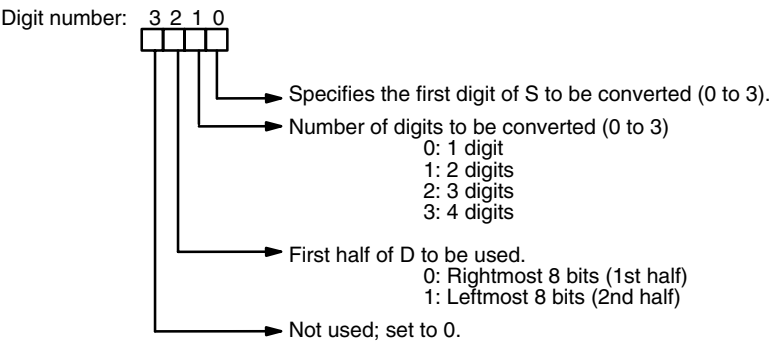 Digit number: 3 2 1 0
Specifies the first digit of S to be converted (0 to 3).
Number of digits to be converted (0 to 3)
0: 1 digit
1: 2 digits
2: 3 digits
3: 4 digits
First half of D to be used.
0: Rightmost 8 bits (1st half)
1: Leftmost 8 bits (2nd half)
Not used; set to 0.